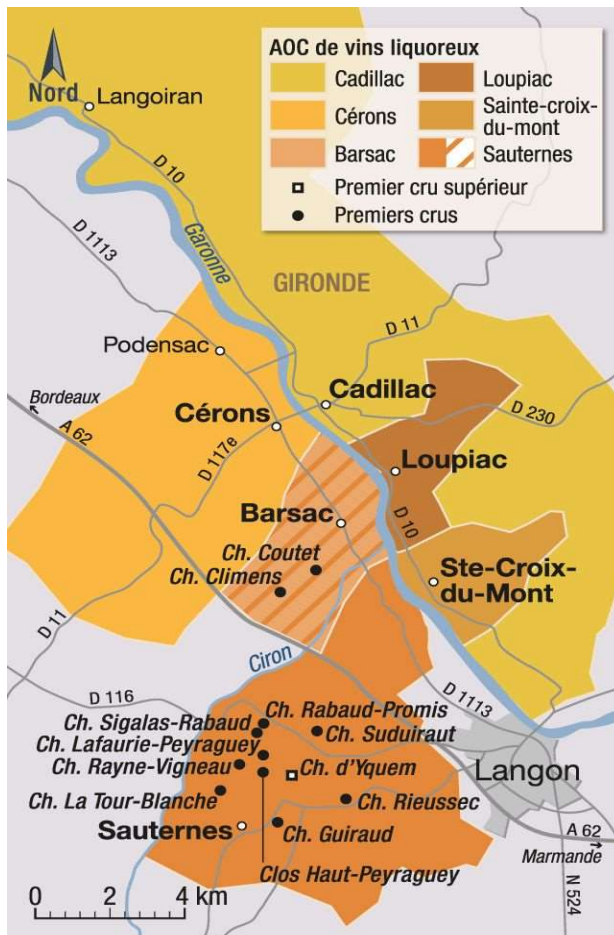 AOC de vins liquoreux
Cadillac
Cérons
Barsac
Loupiac
Sainte-croix-
du-mont
Sauternes
Premier cru supérieur
Premiers crus
Nord
Langoiran
D 10
D 1113
Garonne
GIRONDE
D 11
Podensac
Bordeaux
A 62
Cadillac
D 230
Cérons
D 117e
Loupiac
Barsac
D 10
Ch. Coutet
Ch. Climens
Ste-Croix-
du-Mont
D 11
Ciron
D 116
D 1113
Ch. Rabaud-Promis
Ch. Sigalas-Rabaud
Ch. Suduiraut
Ch. Lafaurie-Peyraguey
Ch. Rayne-Vigneau
Ch. d'Yquem
Langon
Ch. La Tour-Blanche
Ch. Rieussec
Sauternes
Ch. Guiraud
A 62
Marmande
Clos Haut-Peyraguey
N 524
0 2 4 km